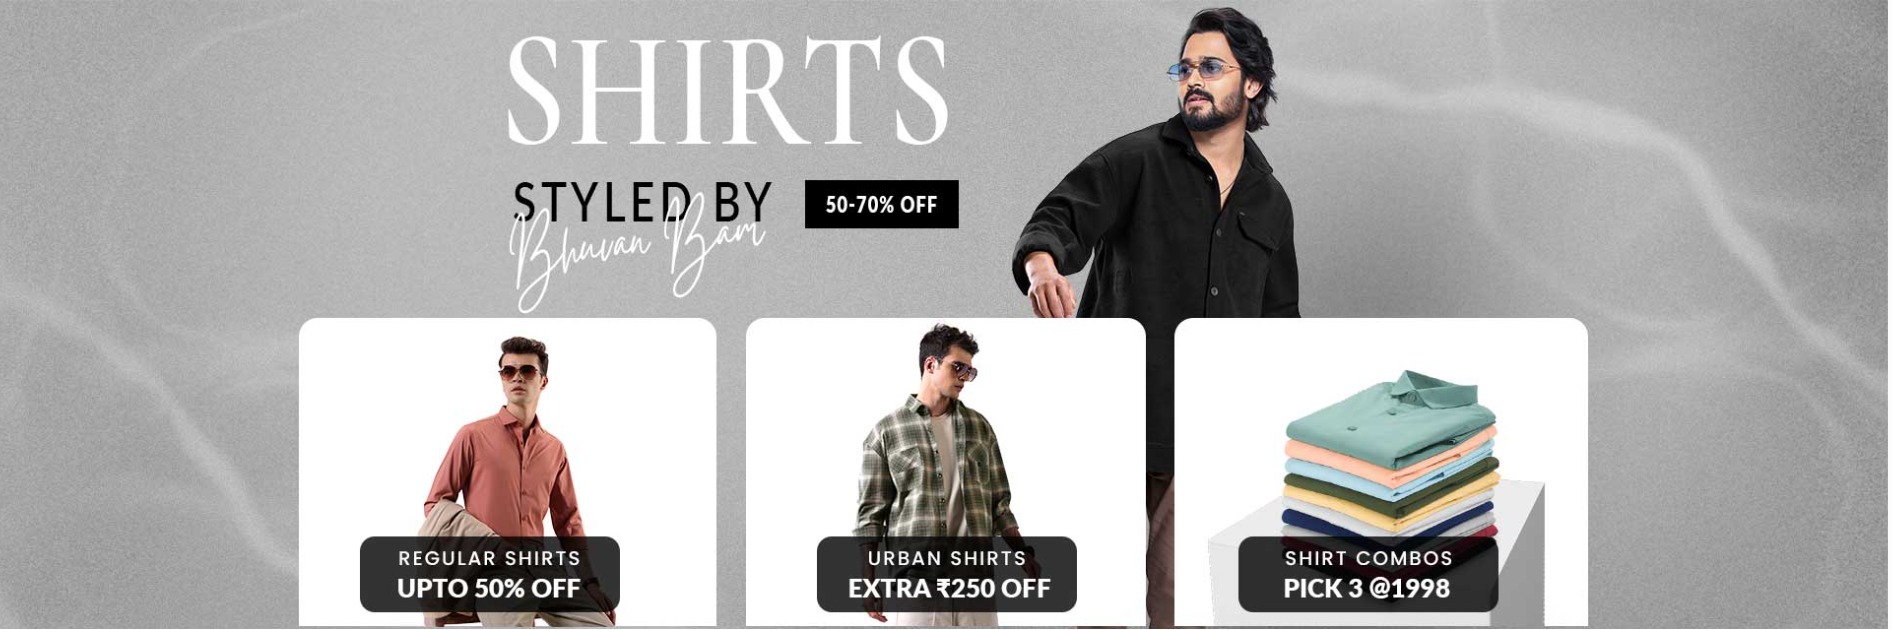 SHIRTS
STYLED BY
Bhuvan Bam
50-70% OFF
REGULAR SHIRTS
UPTO 50% OFF
URBAN SHIRTS
EXTRA ₹250 OFF
SHIRT COMBOS
PICK 3 @1998